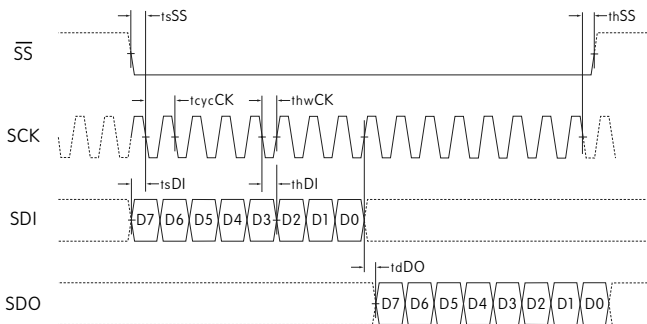 tsSS thSS
SS
tcycCK thwCK
SCK
tsDI thDI
SDI D7 D6 D5 D4 D3 D2 D1 D0
tdDO
SDO D7 D6 D5 D4 D3 D2 D1 D0